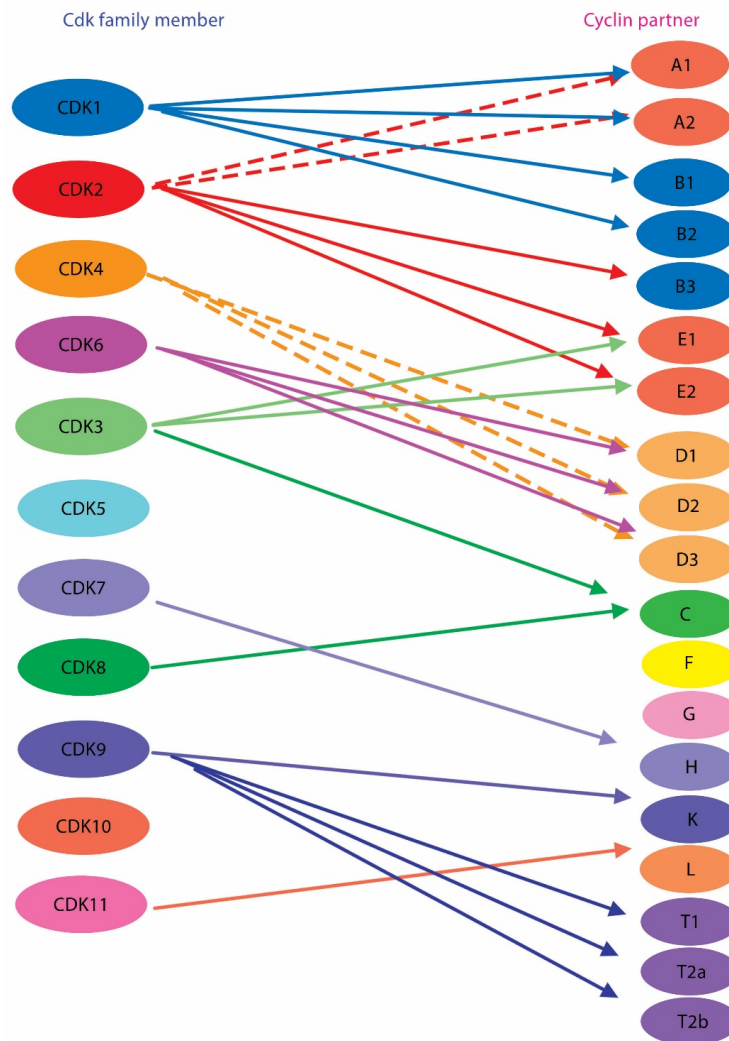 Cdk family member
Cyclin partner
CDK1
CDK2
CDK4
CDK6
CDK3
CDK5
CDK7
CDK8
CDK9
CDK10
CDK11
A1
A2
B1
B2
B3
E1
E2
D1
D2
D3
C
F
G
H
K
L
T1
T2a
T2b